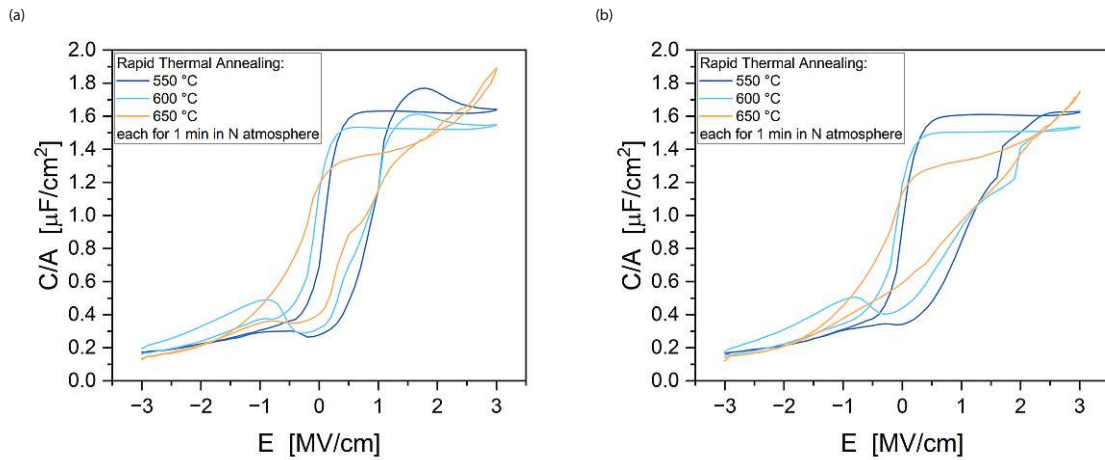 (a)
2.0
1.8
1.6
1.4
1.2
1.0
0.8
0.6
0.4
0.2
0.0
C/A [μF/cm²]
Rapid Thermal Annealing:
550 °C
600 °C
650 °C
each for 1 min in N atmosphere
−3 −2 −1 0 1 2 3
E [MV/cm]
(b)
2.0
1.8
1.6
1.4
1.2
1.0
0.8
0.6
0.4
0.2
0.0
C/A [μF/cm²]
Rapid Thermal Annealing:
550 °C
600 °C
650 °C
each for 1 min in N atmosphere
−3 −2 −1 0 1 2 3
E [MV/cm]